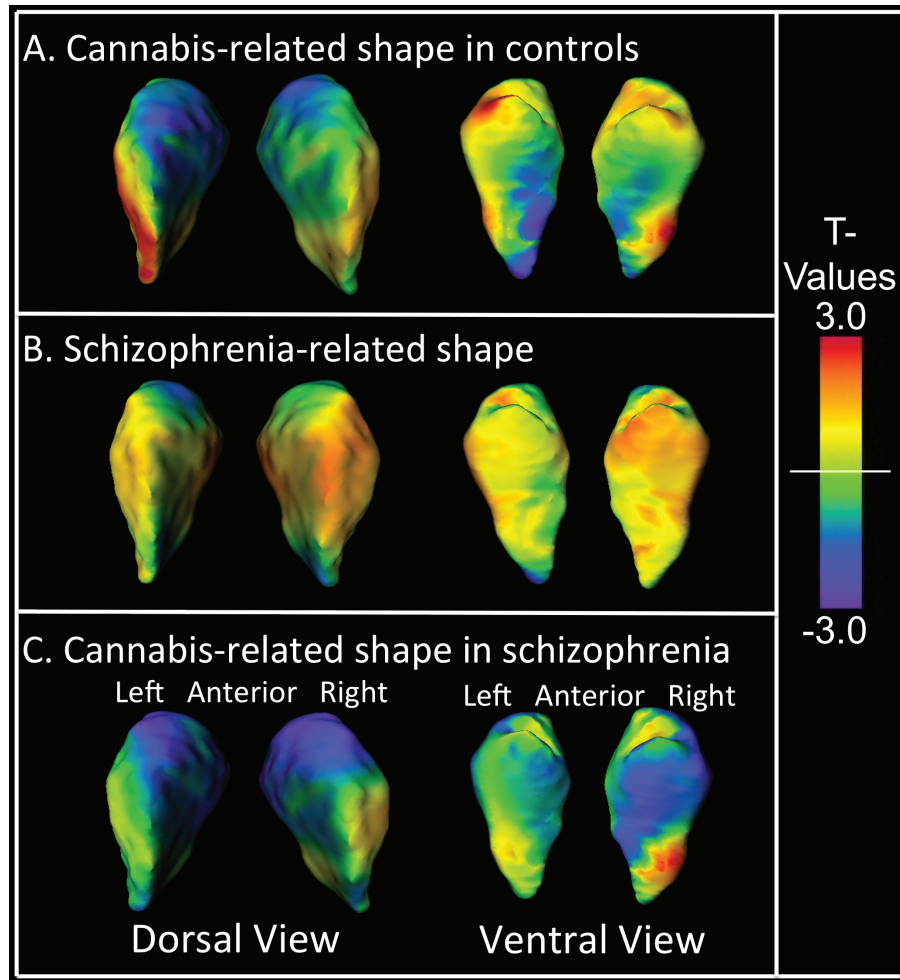 A. Cannabis-related shape in controls
B. Schizophrenia-related shape
C. Cannabis-related shape in schizophrenia
Left Anterior Right
Left Anterior Right
Dorsal View
Ventral View
T-
Values
3.0
-3.0